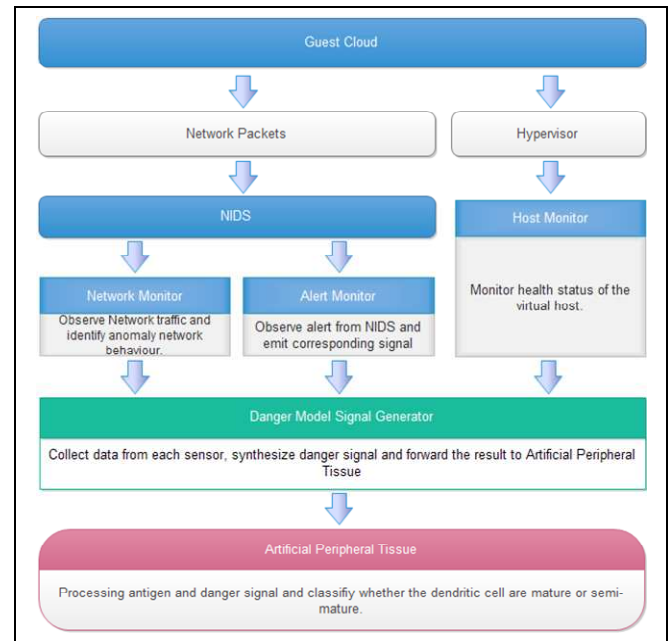 Guest Cloud
Network Packets
Hypervisor
NIDS
Host Monitor
Monitor health status of the
virtual host.
Network Monitor
Observe Network traffic and
identify anomaly network
behaviour.
Alert Monitor
Observe alert from NIDS and
emit corresponding signal
Danger Model Signal Generator
Collect data from each sensor, synthesize danger signal and forward the result to Artificial Peripheral
Tissue
Artificial Peripheral Tissue
Processing antigen and danger signal and classifiy whether the dendritic cell are mature or semi-
mature.